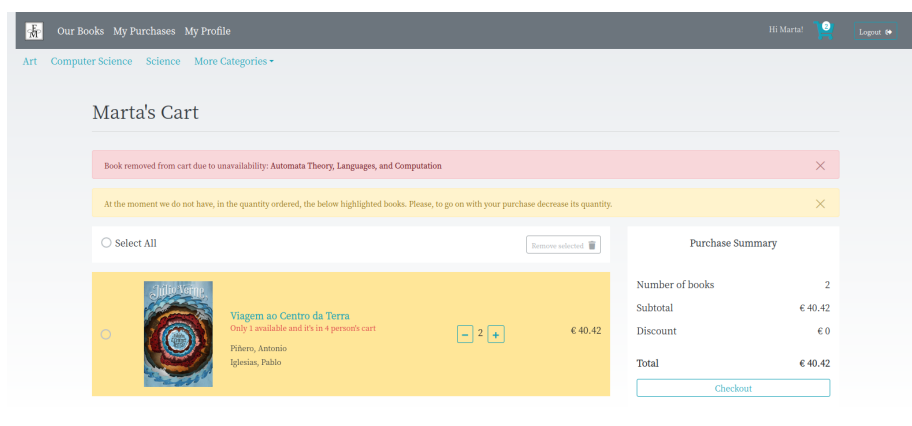 F
M
Our Books My Purchases My Profile
Hi Marta!
2
Logout
Art Computer Science Science More Categories
Marta's Cart
Book removed from cart due to unavailability: Automata Theory, Languages, and Computation
At the moment we do not have, in the quantity ordered, the below highlighted books. Please, to go on with your purchase decrease its quantity.
Select All
Remove selected
Júlio Verne
Viagem ao Centro da Terra
Only 1 available and it's in 4 person's cart
Piñero, Antonio
Iglesias, Pablo
− 2 +
€ 40.42
Purchase Summary
Number of books 2
Subtotal € 40.42
Discount € 0
Total € 40.42
Checkout